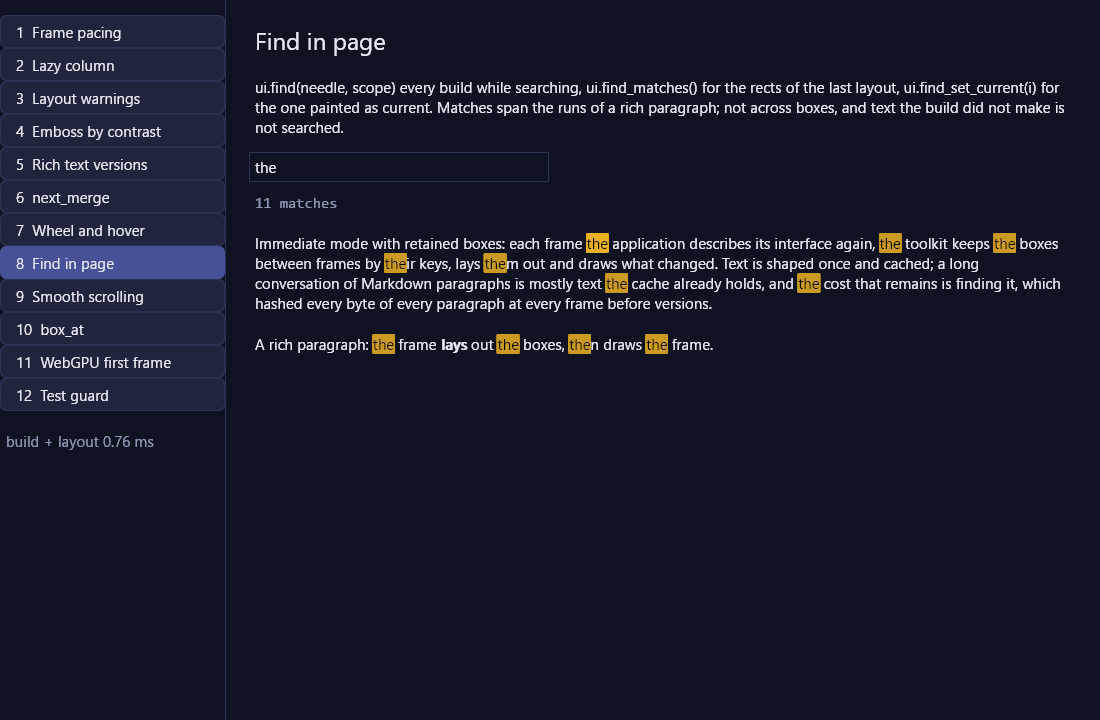 1 Frame pacing
2 Lazy column
3 Layout warnings
4 Emboss by contrast
5 Rich text versions
6 next_merge
7 Wheel and hover
8 Find in page
9 Smooth scrolling
10 box_at
11 WebGPU first frame
12 Test guard
build + layout 0.76 ms
Find in page
ui.find(needle, scope) every build while searching, ui.find_matches() for the rects of the last layout, ui.find_set_current(i) for
the one painted as current. Matches span the runs of a rich paragraph; not across boxes, and text the build did not make is
not searched.
the
11 matches
Immediate mode with retained boxes: each frame the application describes its interface again, the toolkit keeps the boxes
between frames by their keys, lays them out and draws what changed. Text is shaped once and cached; a long
conversation of Markdown paragraphs is mostly text the cache already holds, and the cost that remains is finding it, which
hashed every byte of every paragraph at every frame before versions.
A rich paragraph: the frame lays out the boxes, then draws the frame.